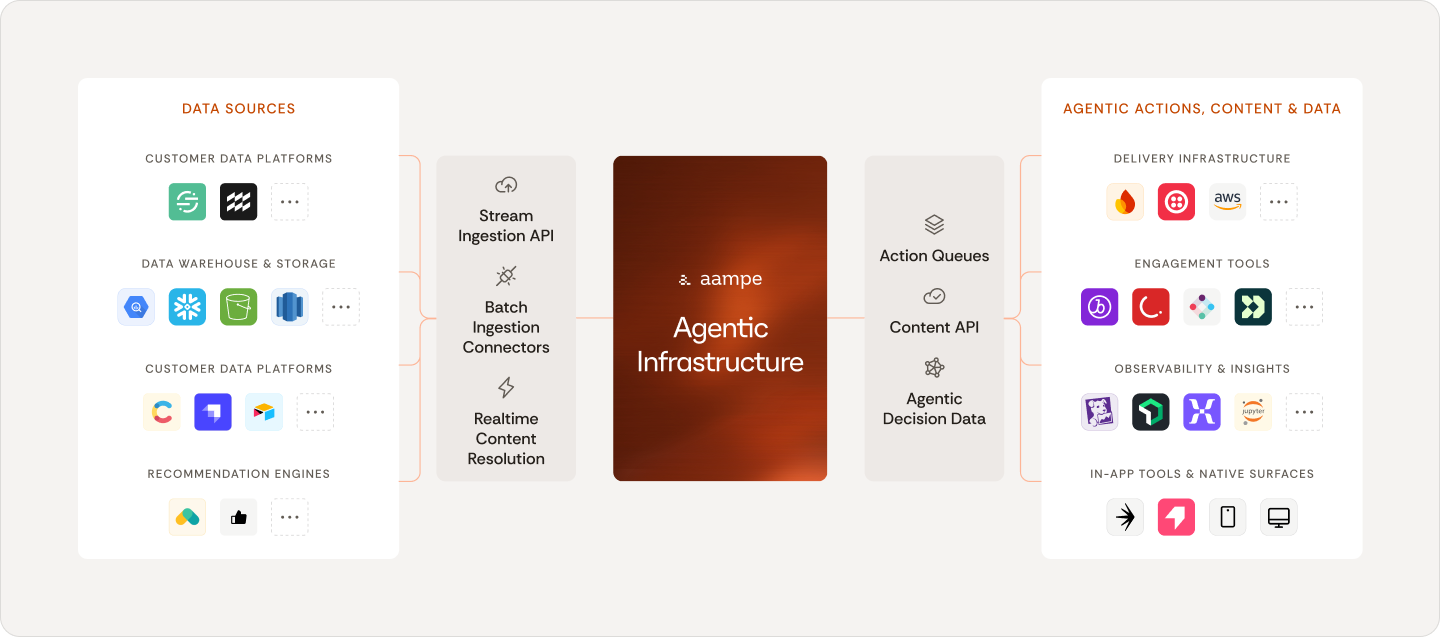 DATA SOURCES
CUSTOMER DATA PLATFORMS
DATA WAREHOUSE & STORAGE
CUSTOMER DATA PLATFORMS
RECOMMENDATION ENGINES
Stream
Ingestion API
Batch
Ingestion
Connectors
Realtime
Content
Resolution
aampe
Agentic
Infrastructure
Action Queues
Content API
Agentic
Decision Data
AGENTIC ACTIONS, CONTENT & DATA
DELIVERY INFRASTRUCTURE
aws
ENGAGEMENT TOOLS
b
OBSERVABILITY & INSIGHTS
jupyter
IN-APP TOOLS & NATIVE SURFACES